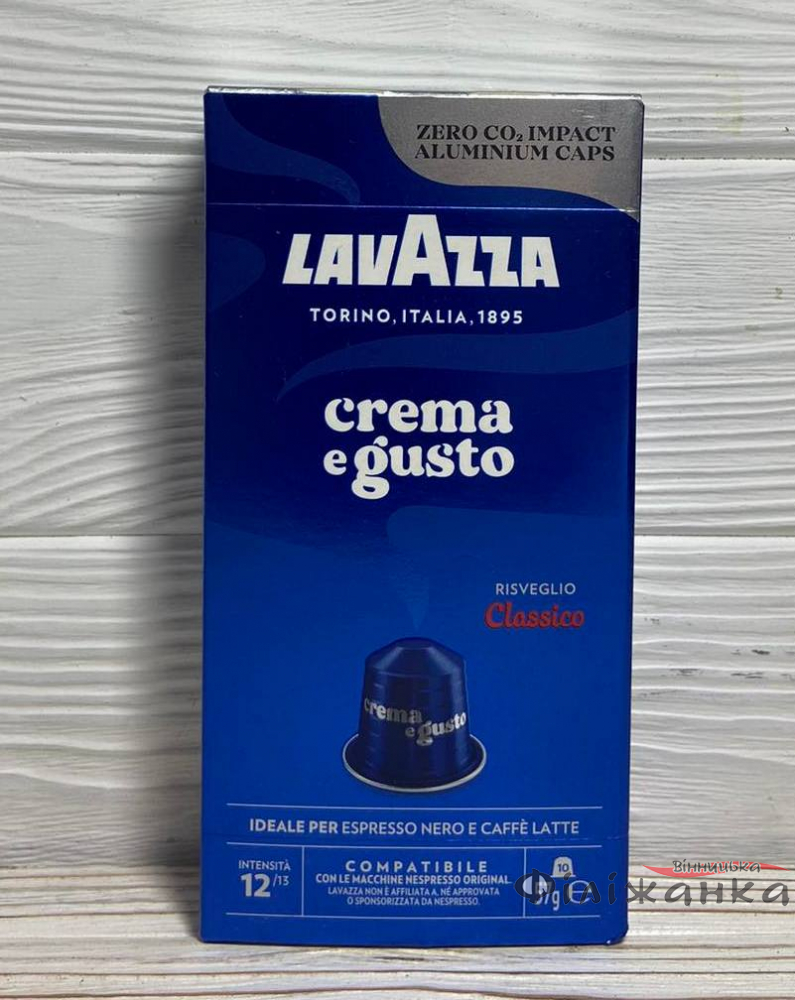 ZERO CO₂ IMPACT
ALUMINIUM CAPS
LAVAZZA
TORINO, ITALIA, 1895
crema
e gusto
RISVEGLIO
Classico
crema
e gusto
IDEALE PER ESPRESSO NERO E CAFFÈ LATTE
INTENSITÀ
12/13
COMPATIBILE
CON LE MACCHINE NESPRESSO ORIGINAL.
LAVAZZA NON È AFFILIATA A, NÉ APPROVATA
O SPONSORIZZATA DA NESPRESSO.
10
57g e
Вінницька
Філіжанка